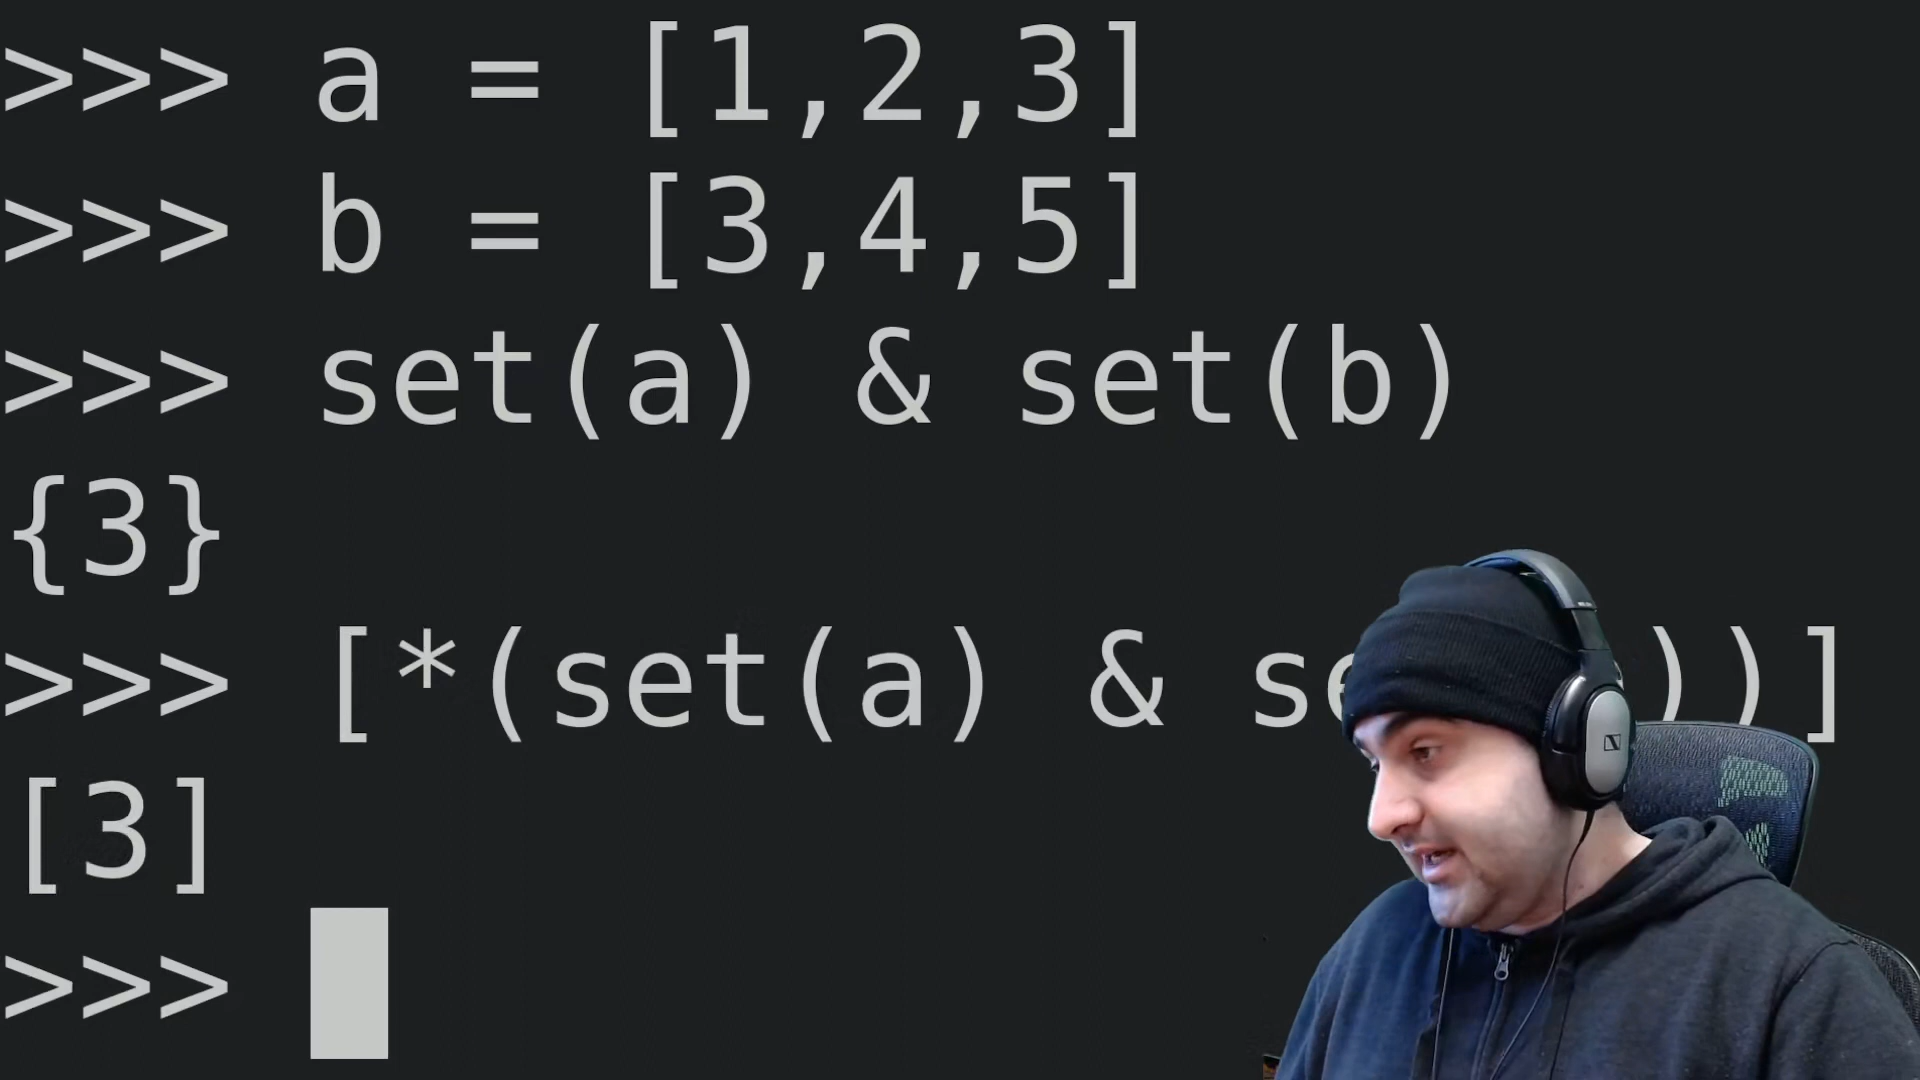 >>> a = [1,2,3]
>>> b = [3,4,5]
>>> set(a) & set(b)
{3}
>>> [*(set(a) & se ))]
[3]
>>>